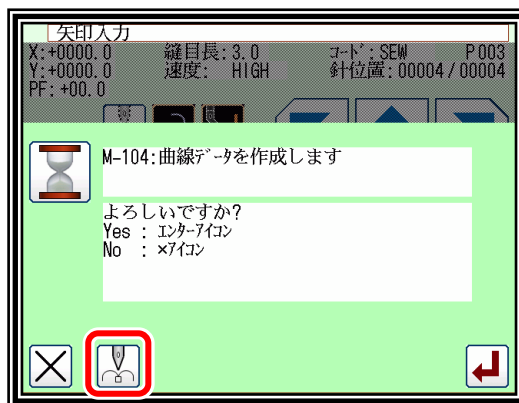 矢印入力
X:+0000.0 縫目長:3.0 コード:SEW P003
Y:+0000.0 速度: HIGH 針位置:00004/00004
PF:+00.0
M-104:曲線データを作成します
よろしいですか?
Yes : エンターアイコン
No : ×アイコン